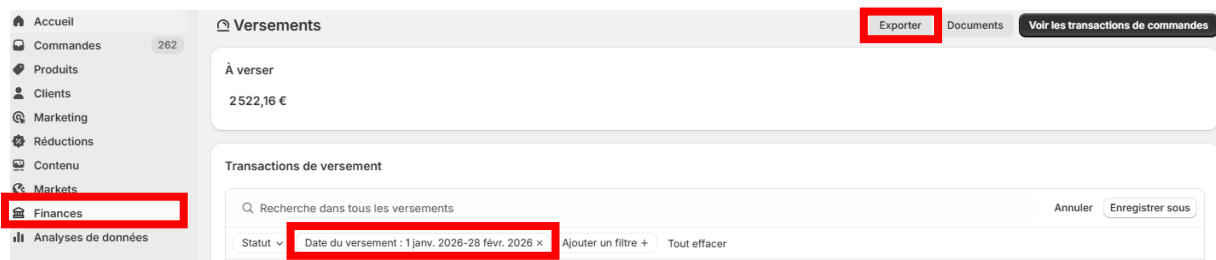 Accueil
Commandes 262
Produits
Clients
Marketing
Réductions
Contenu
Markets
Finances
Analyses de données
Versements
Exporter
Documents
Voir les transactions de commandes
À verser
2 522,16 €
Transactions de versement
Recherche dans tous les versements
Annuler
Enregistrer sous
Statut
Date du versement : 1 janv. 2026-28 févr. 2026 ×
Ajouter un filtre +
Tout effacer